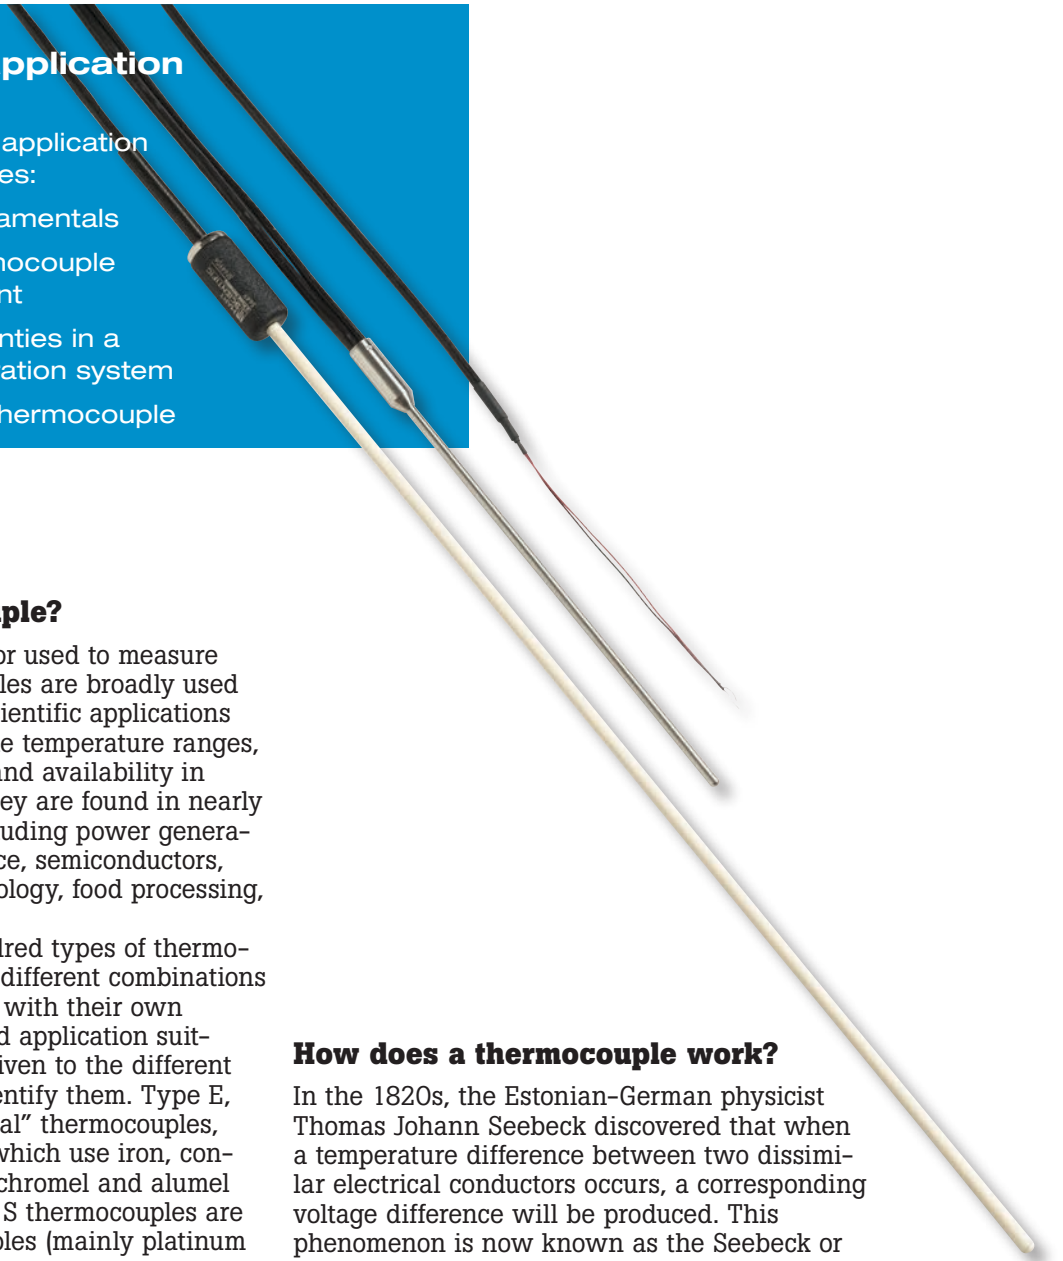 pplication
application
es:
amentals
nocouple
nt
nties in a
ation system
hermocouple
ple?
or used to measure
les are broadly used
ientific applications
e temperature ranges,
and availability in
ey are found in nearly
luding power genera-
ce, semiconductors,
ology, food processing,
dred types of thermo-
different combinations
with their own
d application suit-
iven to the different
entify them. Type E,
al” thermocouples,
which use iron, con-
chromel and alumel
S thermocouples are
ples (mainly platinum
How does a thermocouple work?
In the 1820s, the Estonian-German physicist
Thomas Johann Seebeck discovered that when
a temperature difference between two dissimi-
lar electrical conductors occurs, a corresponding
voltage difference will be produced. This
phenomenon is now known as the Seebeck or